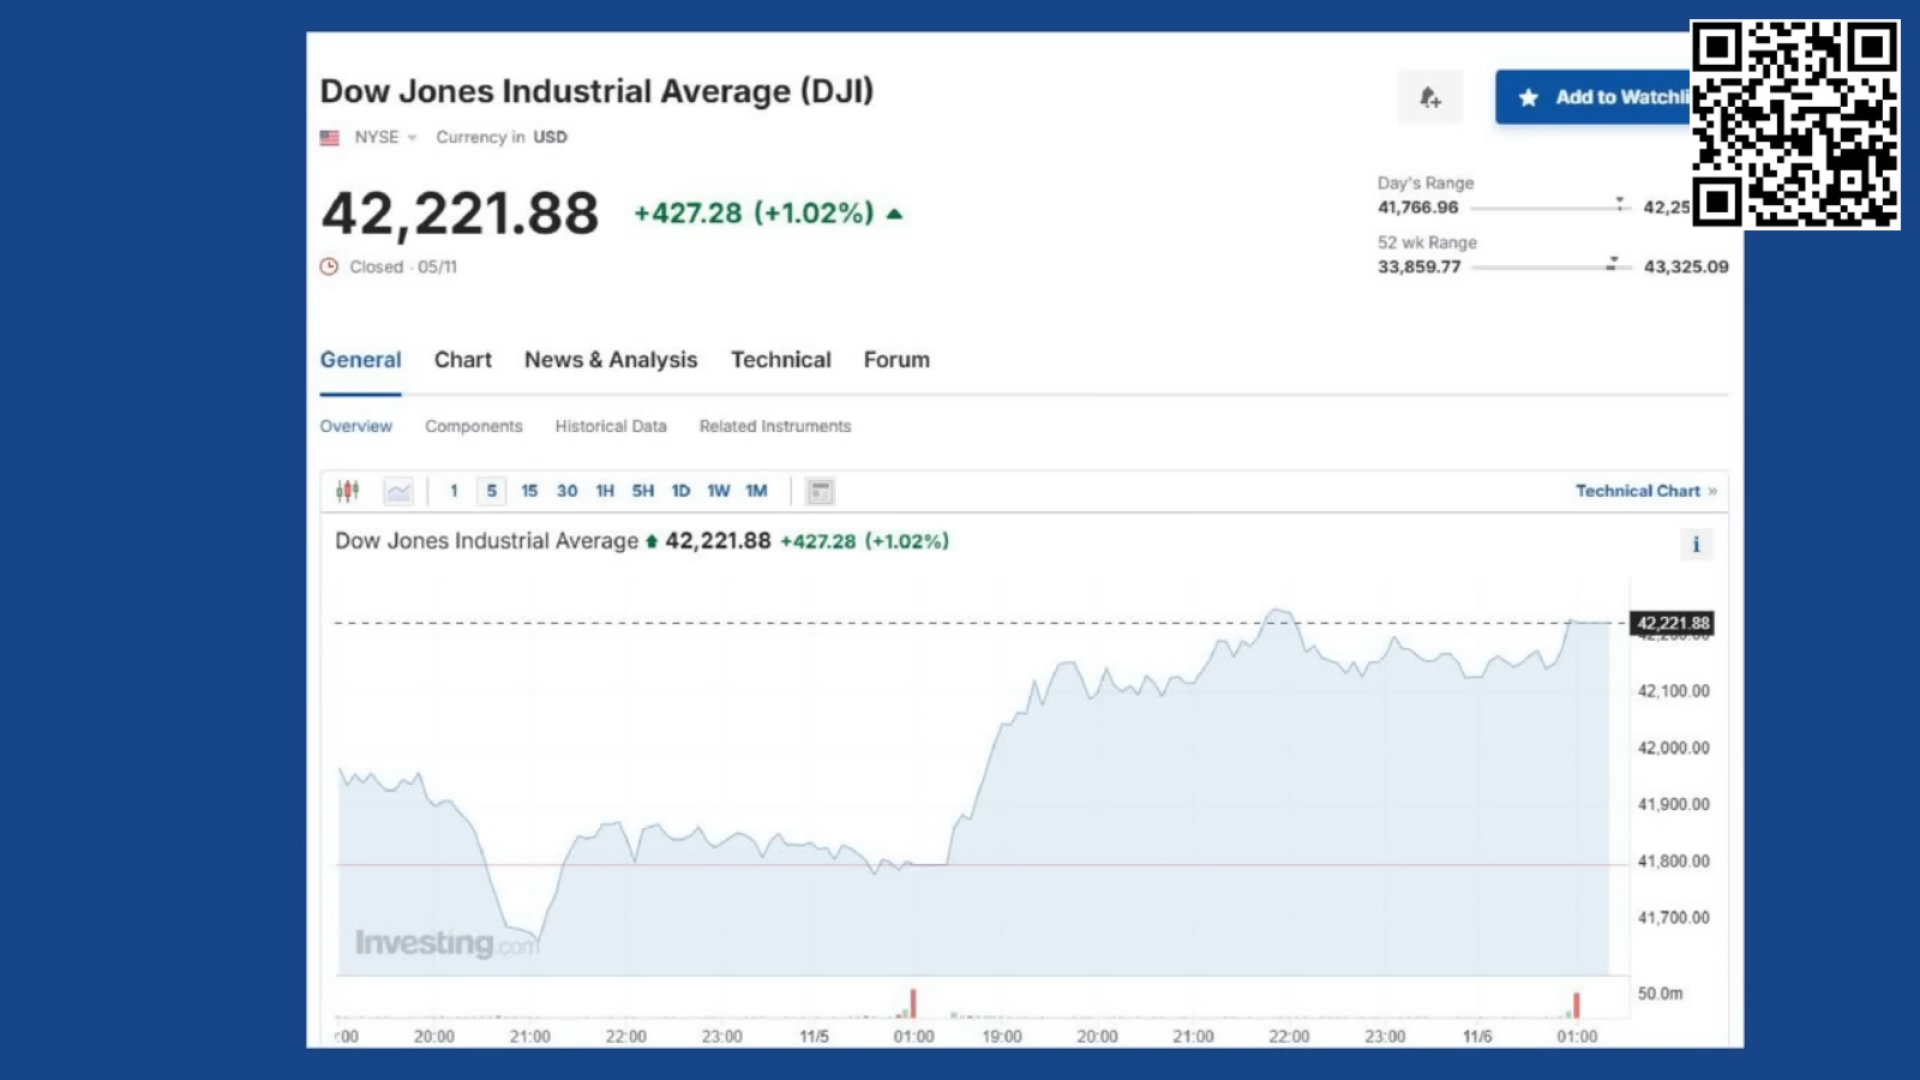 Dow Jones Industrial Average (DJI)
Add to Watchli
NYSE Currency in USD
42,221.88 +427.28 (+1.02%)
Closed · 05/11
Day's Range
41,766.96 42,25
52 wk Range
33,859.77 43,325.09
General Chart News & Analysis Technical Forum
Overview Components Historical Data Related Instruments
1 5 15 30 1H 5H 1D 1W 1M Technical Chart »
Dow Jones Industrial Average 42,221.88 +427.28 (+1.02%)
i
42,221.88
42,100.00
42,000.00
41,900.00
41,800.00
41,700.00
Investing.com
50.0m
:00 20:00 21:00 22:00 23:00 11/5 01:00 19:00 20:00 21:00 22:00 23:00 11/6 01:00